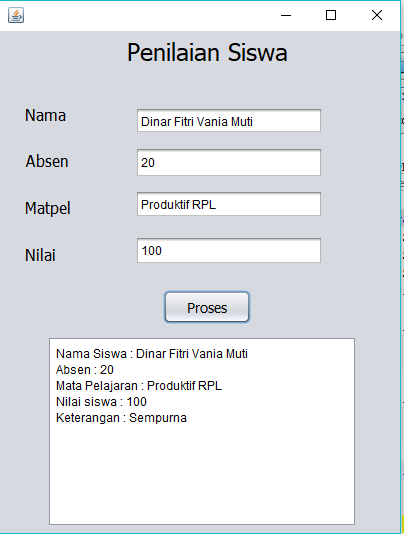 Penilaian Siswa
Nama
Dinar Fitri Vania Muti
Absen
20
Matpel
Produktif RPL
Nilai
100
Proses
Nama Siswa : Dinar Fitri Vania Muti
Absen : 20
Mata Pelajaran : Produktif RPL
Nilai siswa : 100
Keterangan : Sempurna